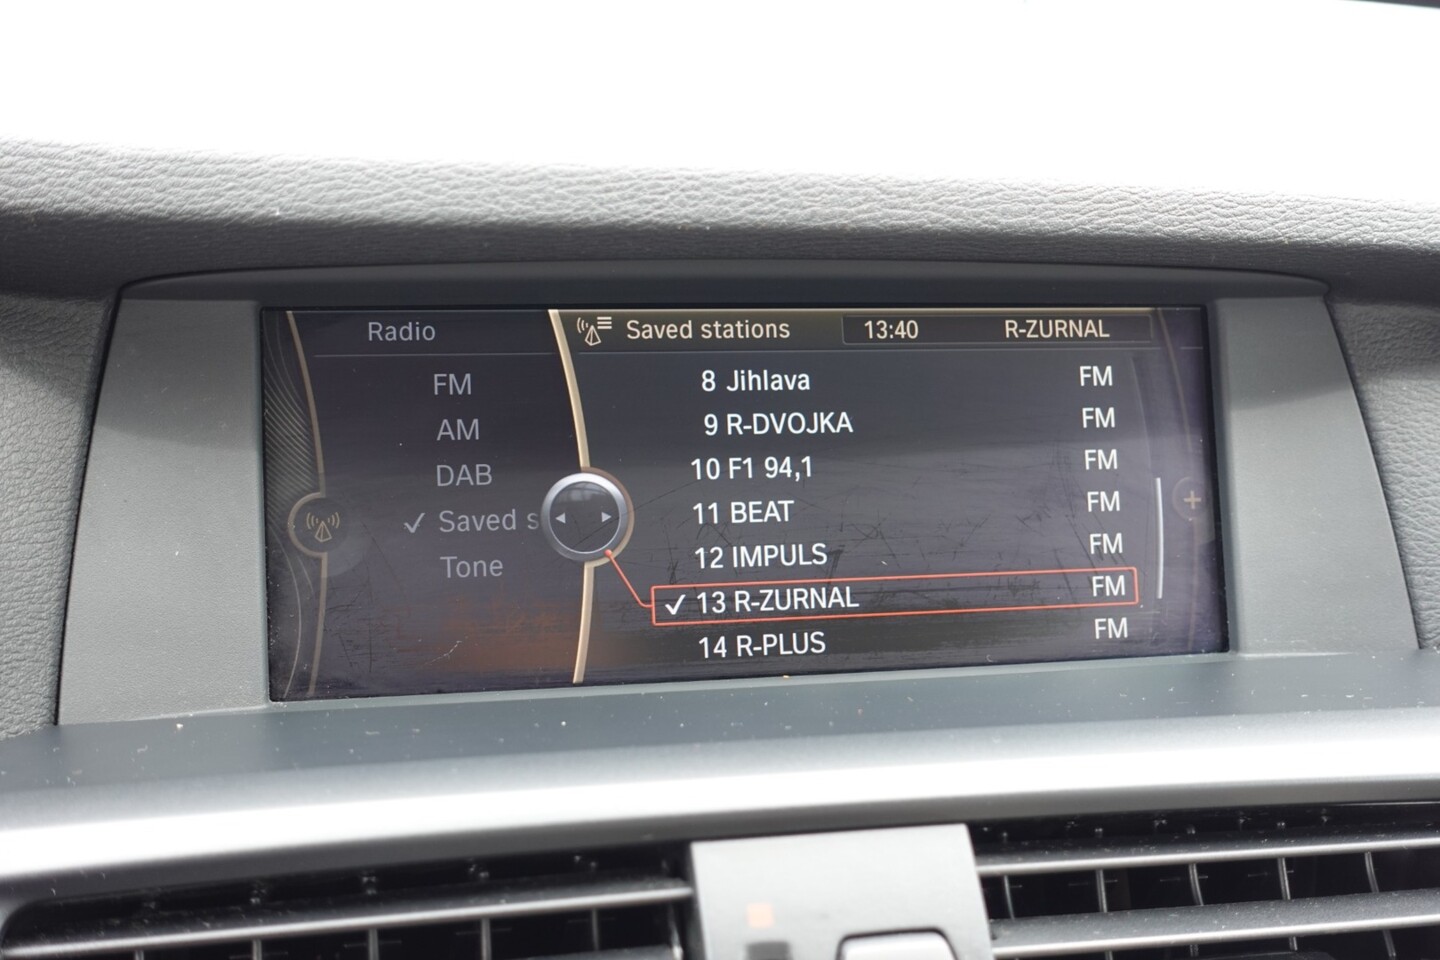 Radio
FM
AM
DAB
✓ Saved s
Tone
Saved stations 13:40 R-ZURNAL
8 Jihlava FM
9 R-DVOJKA FM
10 F1 94,1 FM
11 BEAT FM
12 IMPULS FM
✓ 13 R-ZURNAL FM
14 R-PLUS FM